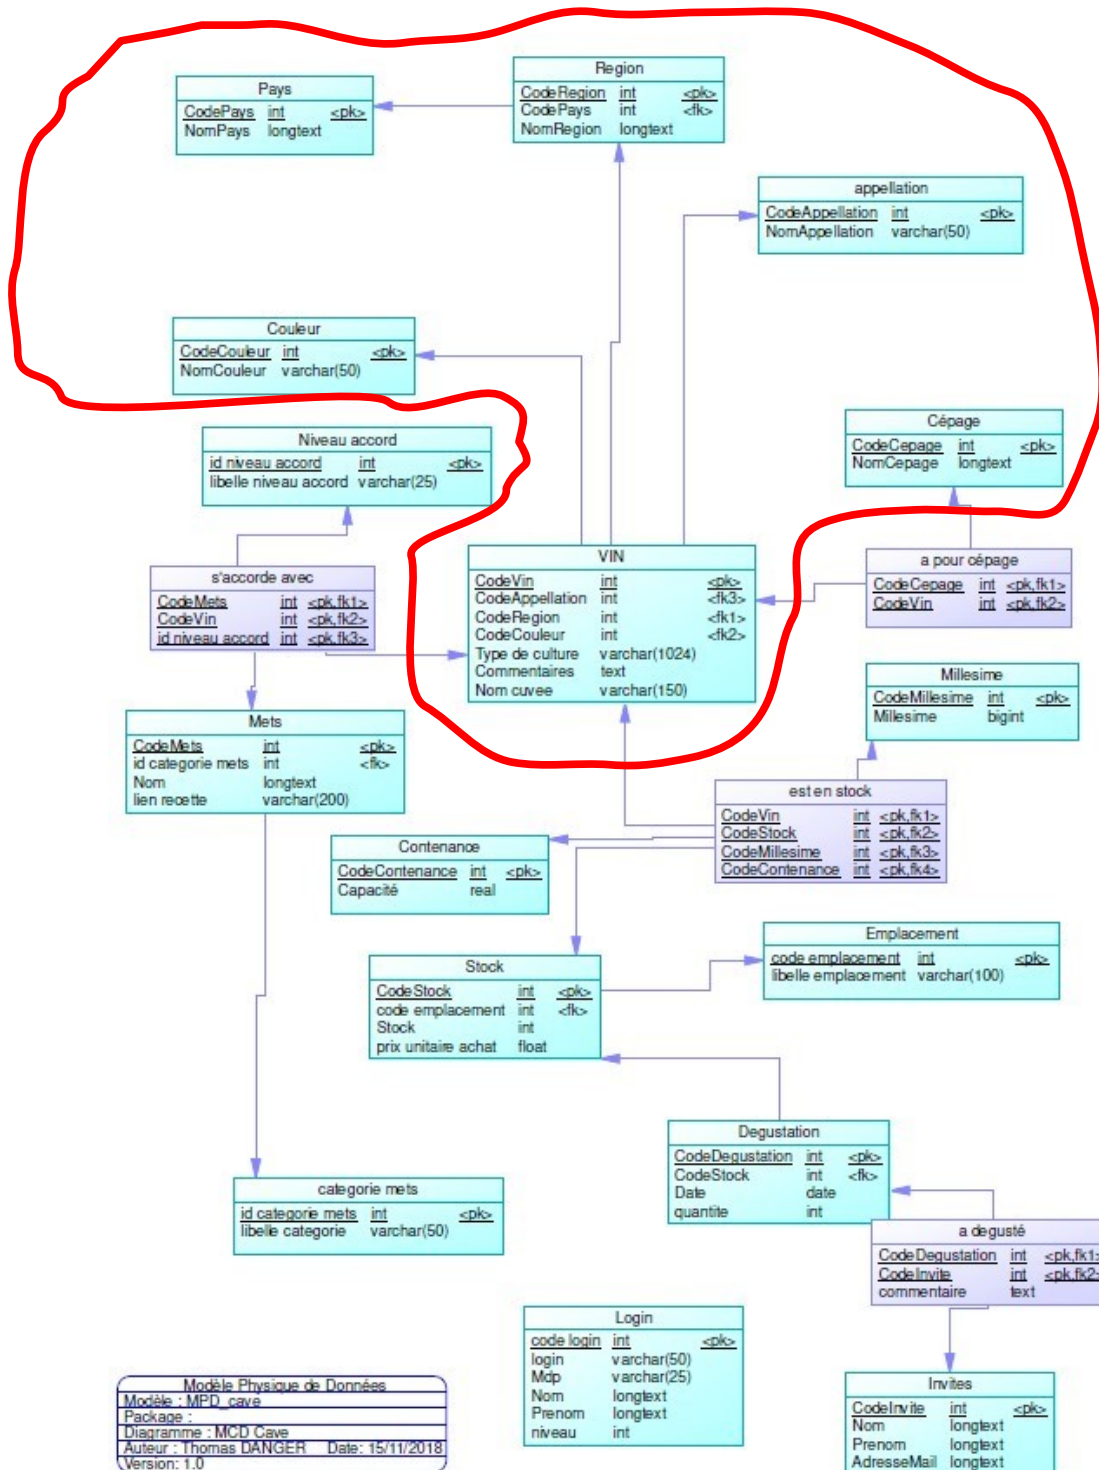 Pays
CodePays int <pk>
NomPays longtext
Region
CodeRegion int <pk>
CodePays int <fk>
NomRegion longtext
appellation
CodeAppellation int <pk>
NomAppellation varchar(50)
Couleur
CodeCouleur int <pk>
NomCouleur varchar(50)
Cépage
CodeCepage int <pk>
NomCepage longtext
Niveau accord
id niveau accord int <pk>
libelle niveau accord varchar(25)
VIN
CodeVin int <pk>
CodeAppellation int <fk3>
CodeRegion int <fk1>
CodeCouleur int <fk2>
Type de culture varchar(1024)
Commentaires text
Nom cuvee varchar(150)
a pour cépage
CodeCepage int <pk,fk1>
CodeVin int <pk,fk2>
s'accorde avec
CodeMets int <pk,fk1>
CodeVin int <pk,fk2>
id niveau accord int <pk,fk3>
Millesime
CodeMillesime int <pk>
Millesime bigint
Mets
CodeMets int <pk>
id categorie mets int <fk>
Nom longtext
lien recette varchar(200)
est en stock
CodeVin int <pk,fk1>
CodeStock int <pk,fk2>
CodeMillesime int <pk,fk3>
CodeContenance int <pk,fk4>
Contenance
CodeContenance int <pk>
Capacité real
Emplacement
code emplacement int <pk>
libelle emplacement varchar(100)
Stock
CodeStock int <pk>
code emplacement int <fk>
Stock int
prix unitaire achat float
Degustation
CodeDegustation int <pk>
CodeStock int <fk>
Date date
quantite int
categorie mets
id categorie mets int <pk>
libelle categorie varchar(50)
a degusté
CodeDegustation int <pk,fk1>
CodeInvite int <pk,fk2>
commentaire text
Login
code login int <pk>
login varchar(50)
Mdp varchar(25)
Nom longtext
Prenom longtext
niveau int
Invites
CodeInvite int <pk>
Nom longtext
Prenom longtext
AdresseMail longtext
Modèle Physique de Données
Modèle : MPD_cave
Package :
Diagramme : MCD Cave
Auteur : Thomas DANGER Date: 15/11/2018
Version: 1.0